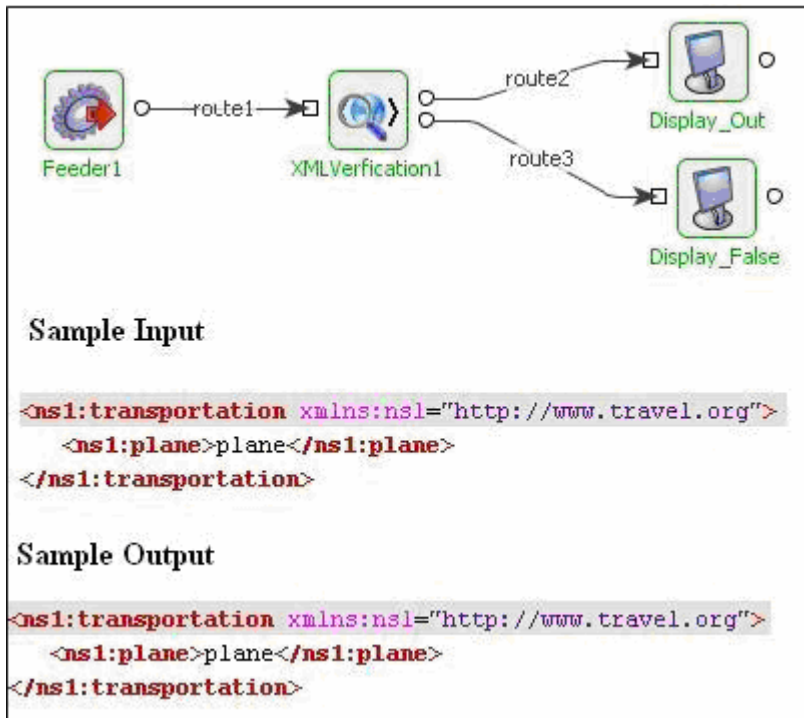 route2
Display_Out
route1
Feeder1
XMLVerfication1
route3
Display_False
Sample Input
<ns1:transportation xmlns:nsl="http://www.travel.org">
<ns1:plane>plane</ns1:plane>
</ns1:transportation>
Sample Output
<ns1:transportation xmlns:nsl="http://www.travel.org">
<ns1:plane>plane</ns1:plane>
</ns1:transportation>